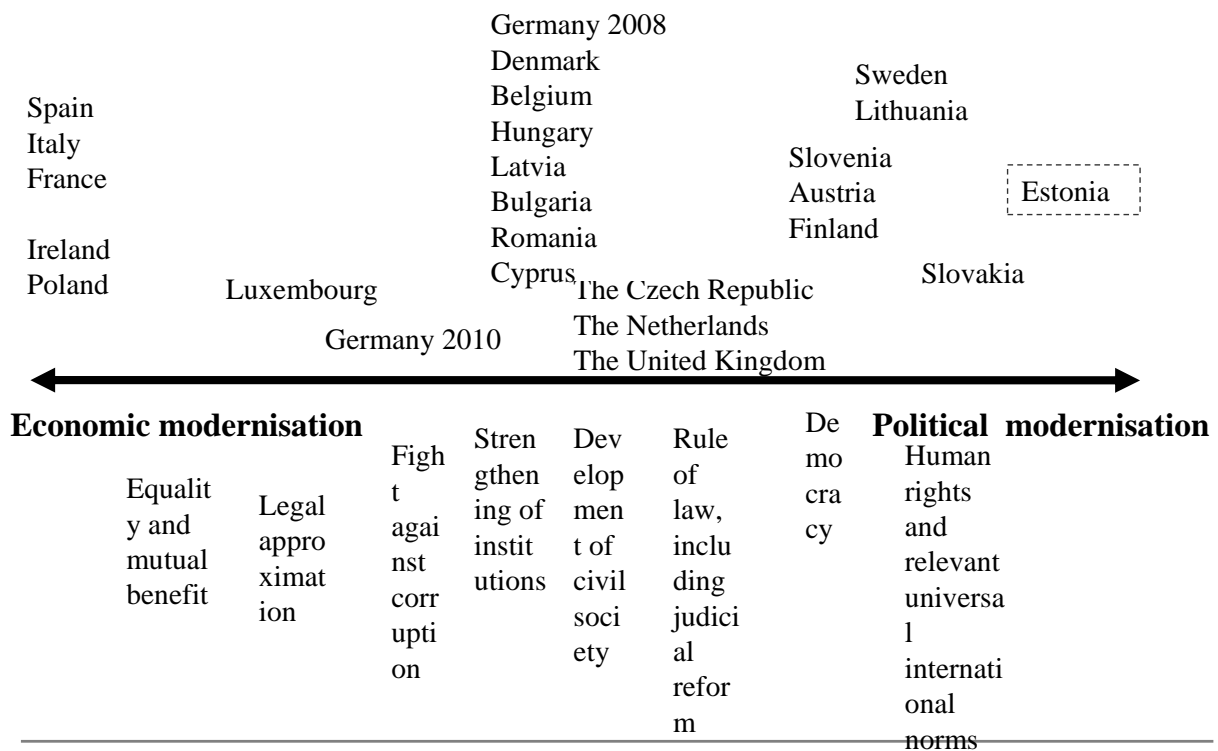 Germany 2008
Denmark
Belgium
Hungary
Latvia
Bulgaria
Romania
Cyprus
Spain
Italy
France
Ireland
Poland
Luxembourg
Germany 2010
The Czech Republic
The Netherlands
The United Kingdom
Sweden
Lithuania
Slovenia
Austria
Finland
Estonia
Slovakia
Economic modernisation
Political modernisation
Equalit
y and
mutual
benefit
Legal
appro
ximat
ion
Figh
t
agai
nst
corr
upti
on
Stren
gthen
ing of
instit
utions
Dev
elop
men
t of
civil
soci
ety
Rule
of
law,
inclu
ding
judici
al
refor
m
De
mo
cra
cy
Human
rights
and
relevant
universa
l
internati
onal
norms